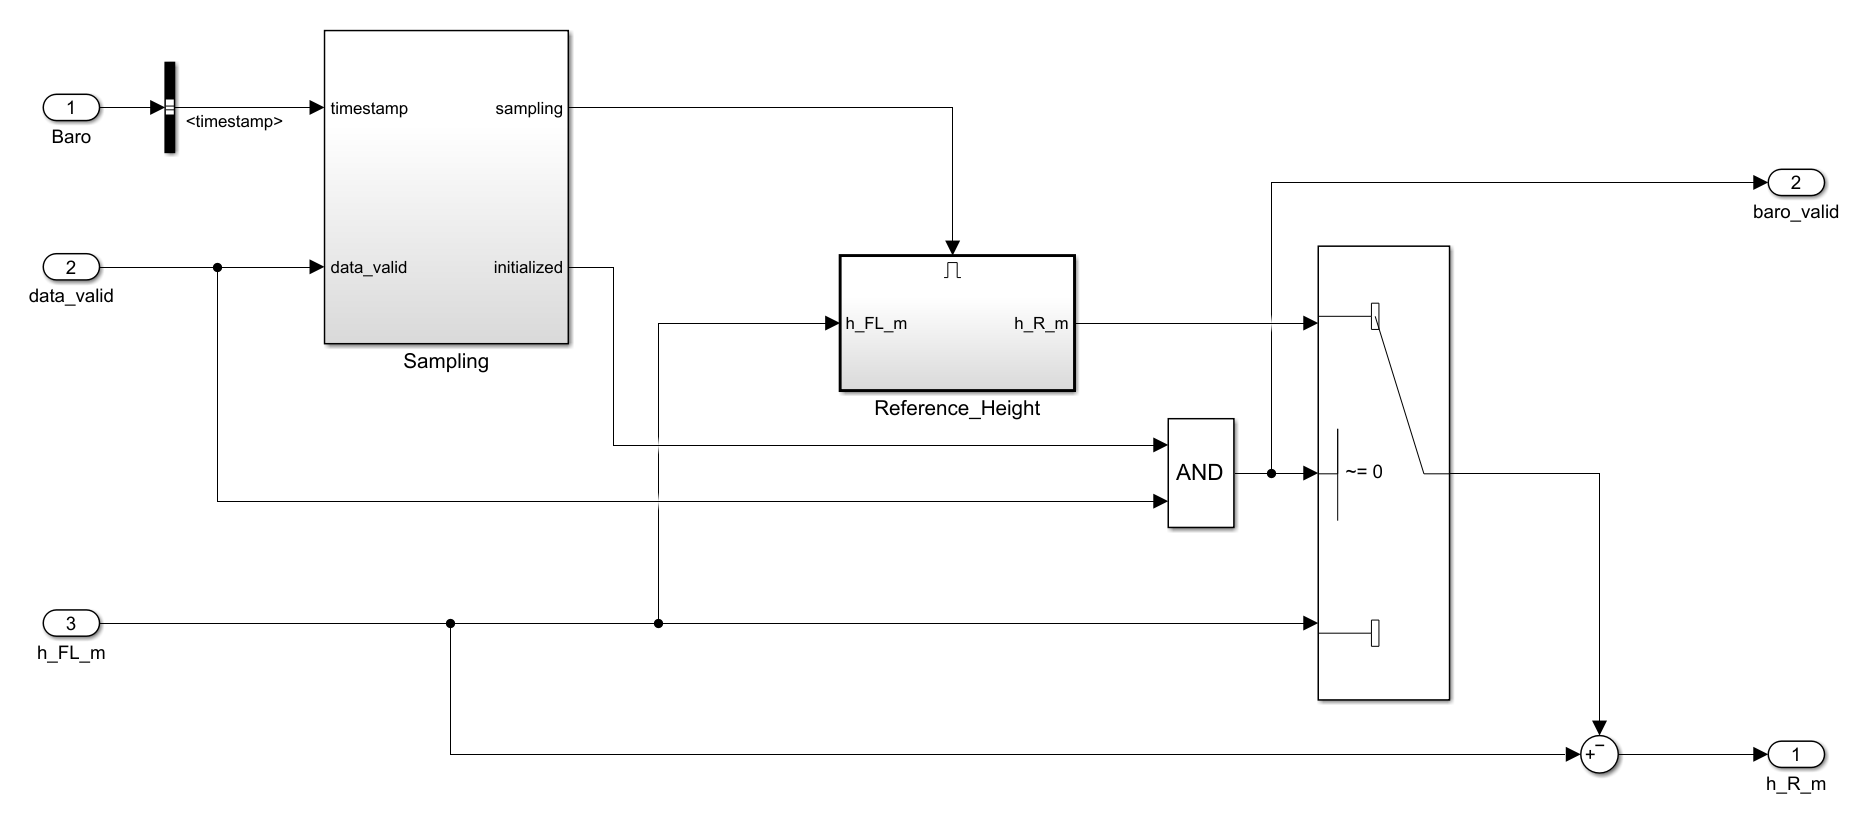 1
Baro
<timestamp>
timestamp
sampling
data_valid
initialized
Sampling
2
data_valid
h_FL_m
h_R_m
Reference_Height
2
baro_valid
AND
~= 0
3
h_FL_m
+
−
1
h_R_m